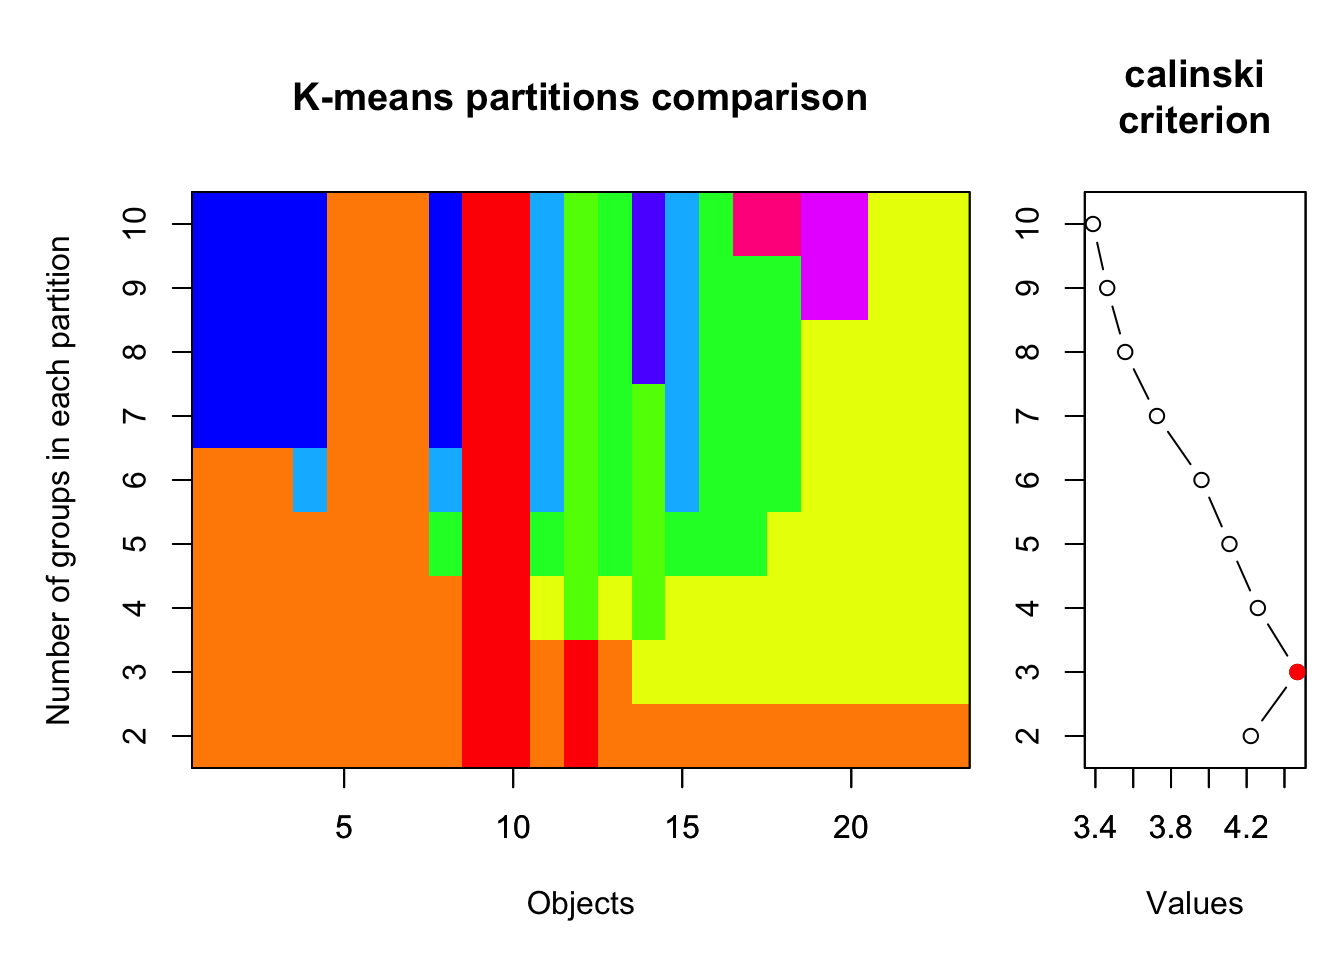 K-means partitions comparison
calinski
criterion
Number of groups in each partition
10
9
8
7
6
5
4
3
2
5 10 15 20
Objects
10
9
8
7
6
5
4
3
2
3.4 3.8 4.2
Values